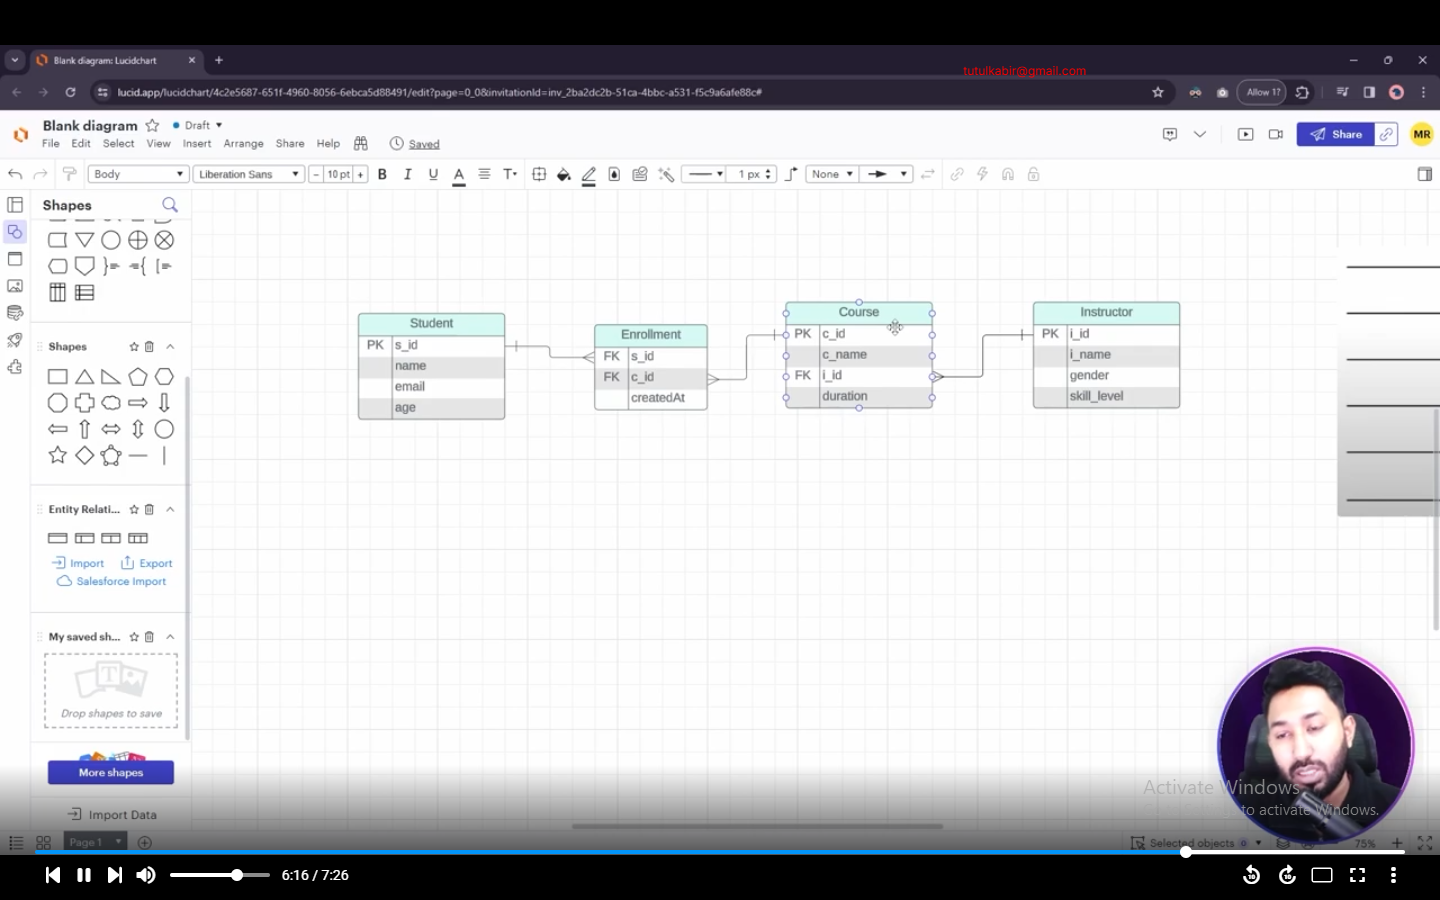 Blank diagram: Lucidchart
tutulkabir@gmail.com
lucid.app/lucidchart/4c2e5687-651f-4960-8056-6ebca5d88491/edit?page=0_0&invitationId=inv_2ba2dc2b-51ca-4bbc-a531-f5c9a6afe88c#
Allow 1?
Blank diagram
Draft
File Edit Select View Insert Arrange Share Help
Saved
Share
MR
Body
Liberation Sans
− 10 pt +
B I U A T
1 px
None
Shapes
Shapes
Entity Relati...
Import
Export
Salesforce Import
My saved sh...
Drop shapes to save
More shapes
Import Data
Student
PK s_id
name
email
age
Enrollment
FK s_id
FK c_id
createdAt
Course
PK c_id
c_name
FK i_id
duration
Instructor
PK i_id
i_name
gender
skill_level
Activate Windows
to activate Windows.
Page 1
Selected objects 0
75%
6:16 / 7:26